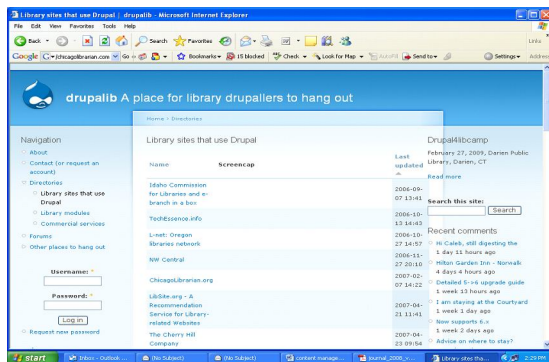 Library sites that use Drupal | drupalib - Microsoft Internet Explorer
File Edit View Favorites Tools Help
Back Search Favorites
Links
Google chicagolibrarian.com Go Bookmarks 15 blocked Check Look for Map AutoFill Send to Settings Address
drupalib A place for library drupallers to hang out
Home > Directories
Navigation
About
Contact (or request an account)
Directories
Library sites that use Drupal
Library modules
Commercial services
Forums
Other places to hang out
Username: *
Password: *
Log in
Request new password
Library sites that use Drupal
Name Screencap Last updated
Idaho Commission for Libraries and e-branch in a box 2006-09-07 13:41
TechEssence.info 2006-10-13 14:43
L-net: Oregon libraries network 2006-10-27 14:57
NW Central 2006-11-27 20:10
ChicagoLibrarian.org 2007-02-07 14:22
LibSite.org - A Recommendation Service for Library-related Websites 2007-04-21 11:41
The Cherry Hill Company 2007-04-23 09:54
Drupal4libcamp
February 27, 2009, Darien Public Library, Darien, CT
Read more
Search this site:
Search
Recent comments
Hi Caleb, still digesting the
1 day 11 hours ago
Hilton Garden Inn - Norwalk
4 days 4 hours ago
Detailed 5->6 upgrade guide
1 week 13 hours ago
I am staying at the Courtyard
1 week 1 day ago
Now supports 6.x
1 week 2 days ago
Advice on where to stay?
start Inbox - Outlook ... (No Subject) (No Subject) content manage... journal_2006_v... Library sites tha... 2:29 PM